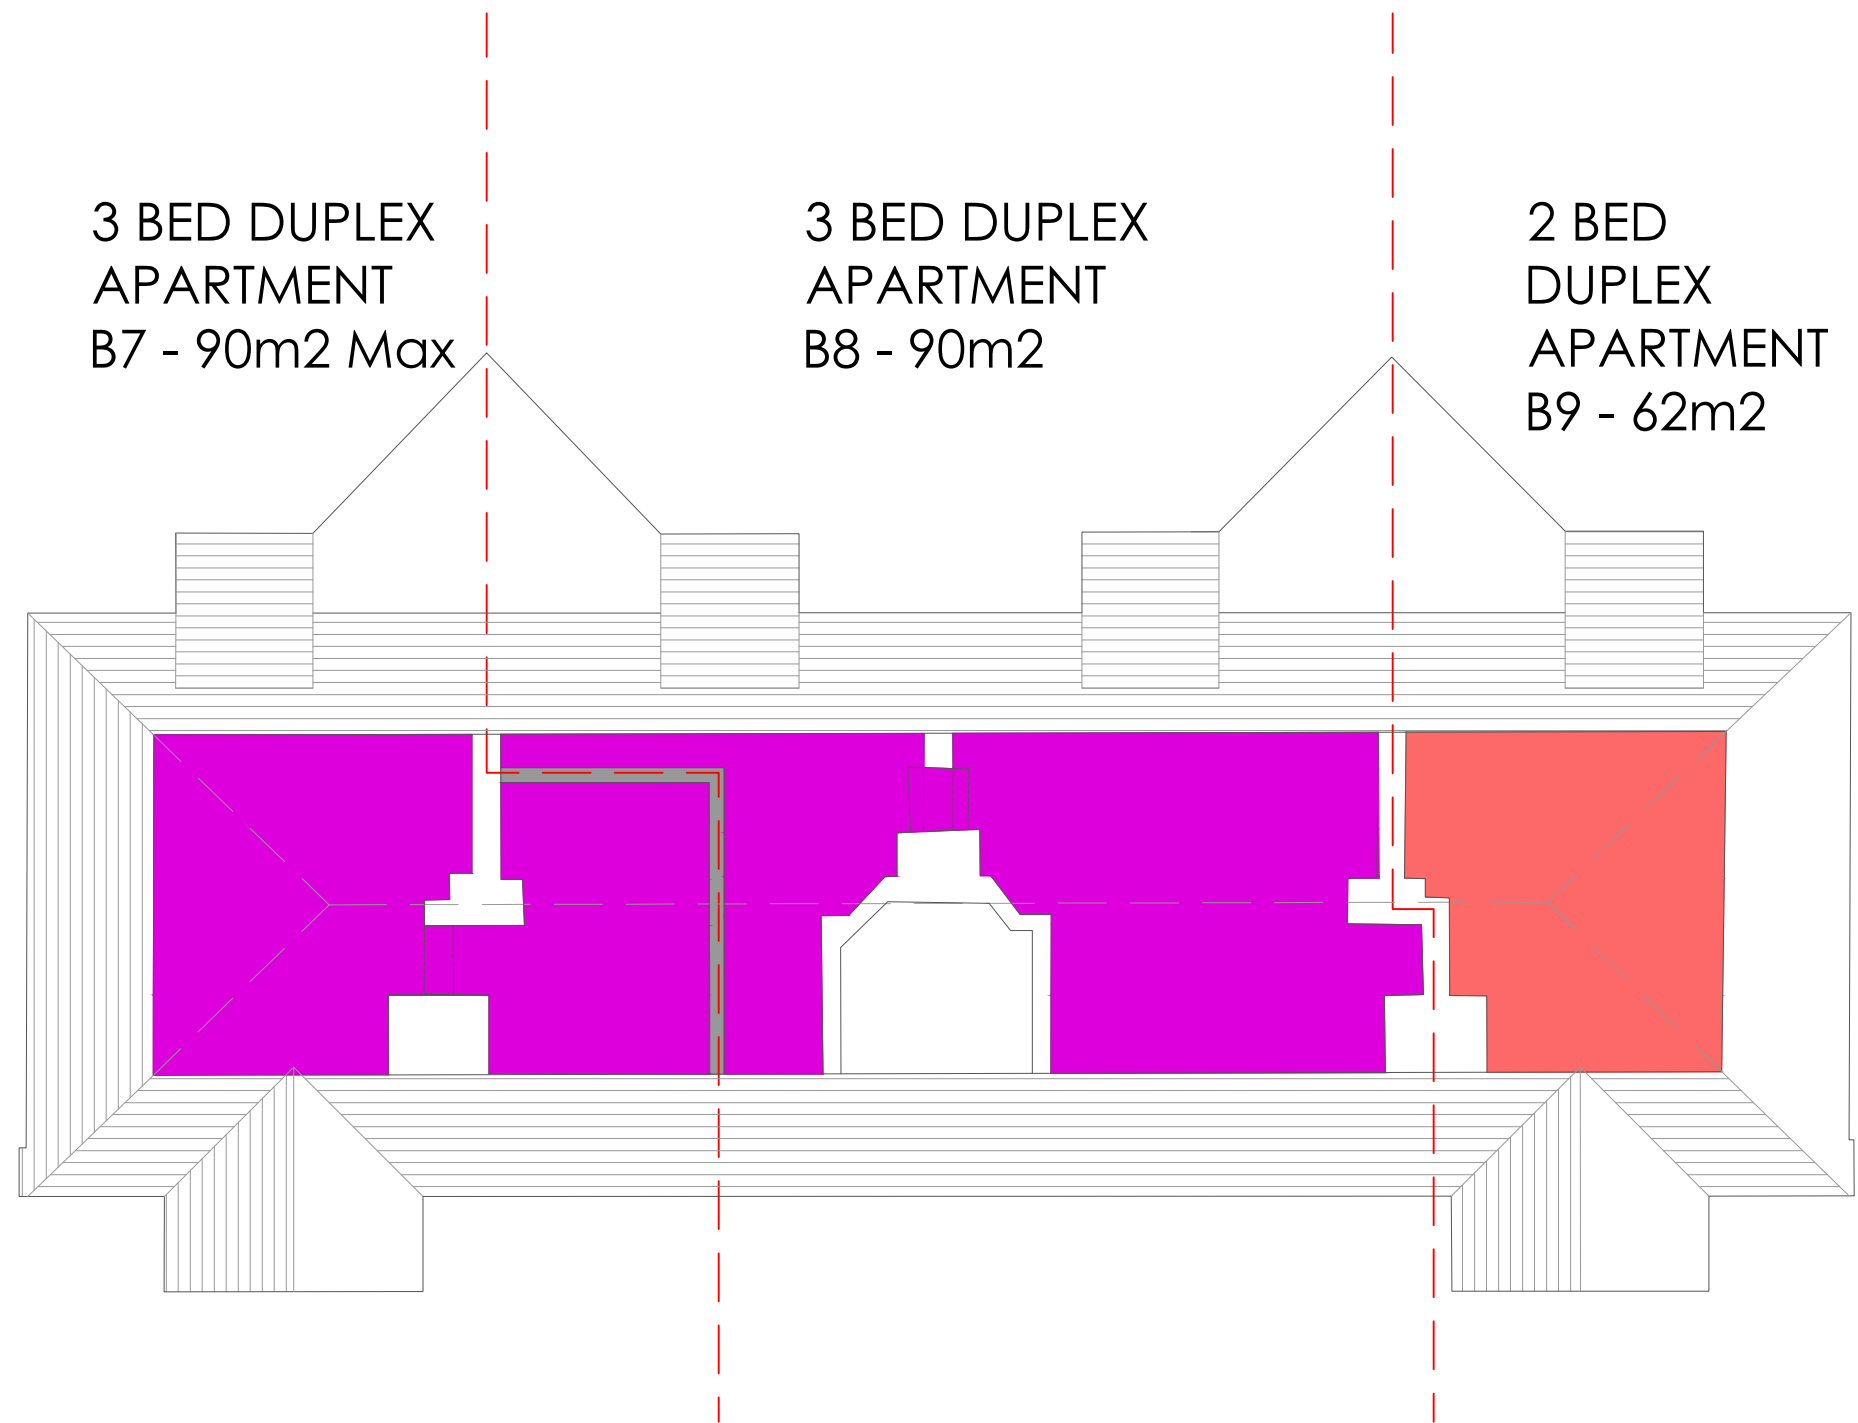 3 BED DUPLEX
APARTMENT
B7 - 90m2 Max
3 BED DUPLEX
APARTMENT
B8 - 90m2
2 BED
DUPLEX
APARTMENT
B9 - 62m2